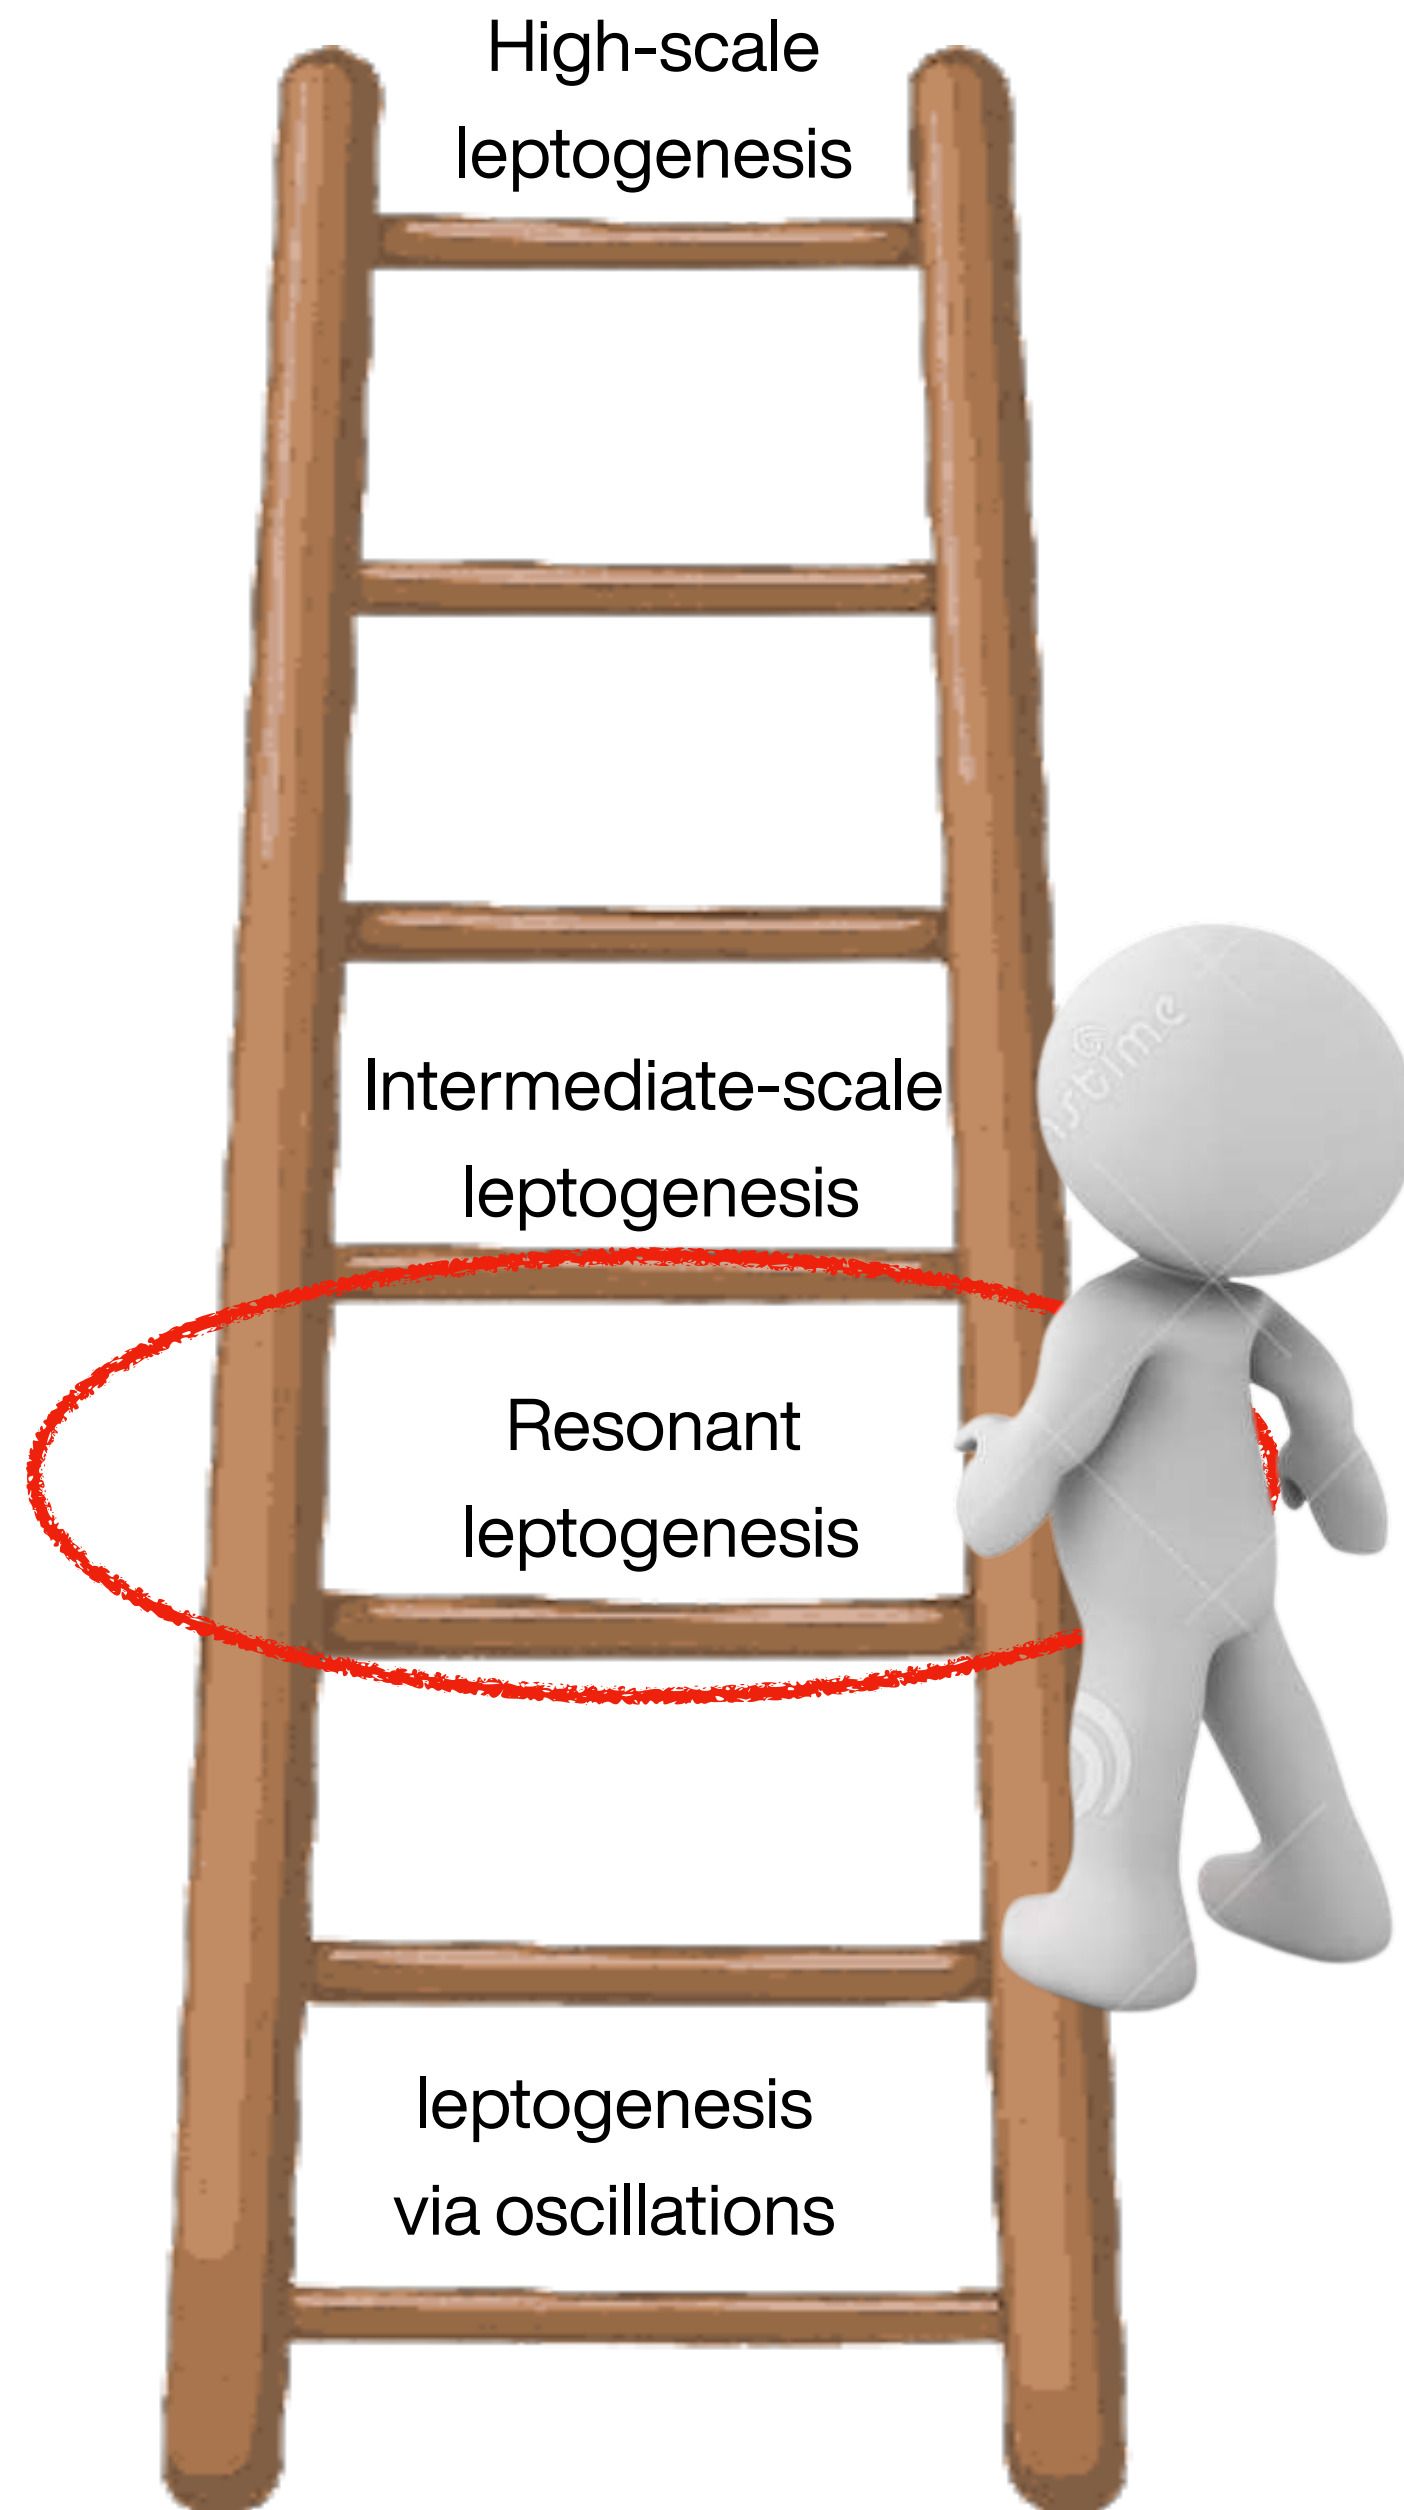 High-scale
leptogenesis
Intermediate-scale
leptogenesis
Resonant
leptogenesis
leptogenesis
via oscillations